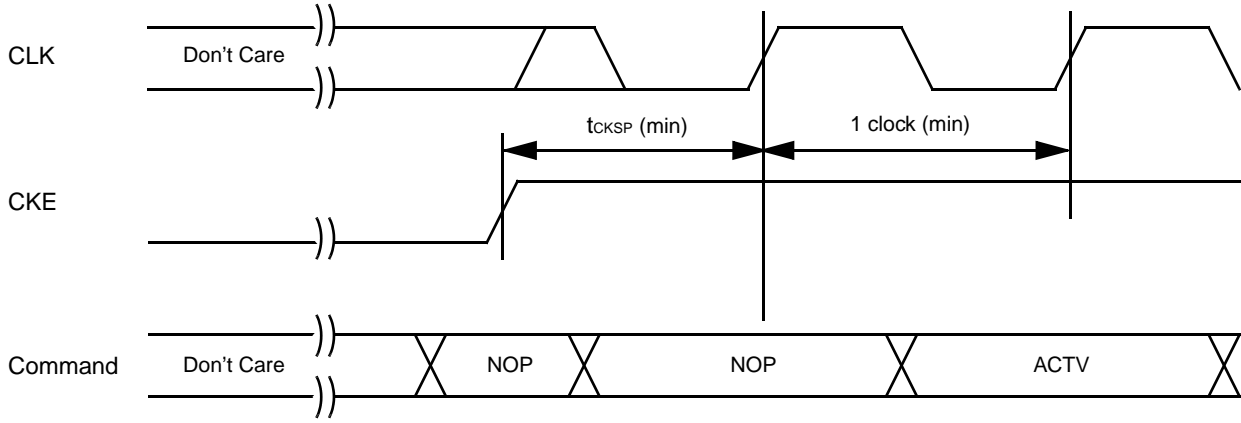 CLK
Don't Care
tCKSP (min)
1 clock (min)
CKE
Command
Don't Care
NOP
NOP
ACTV